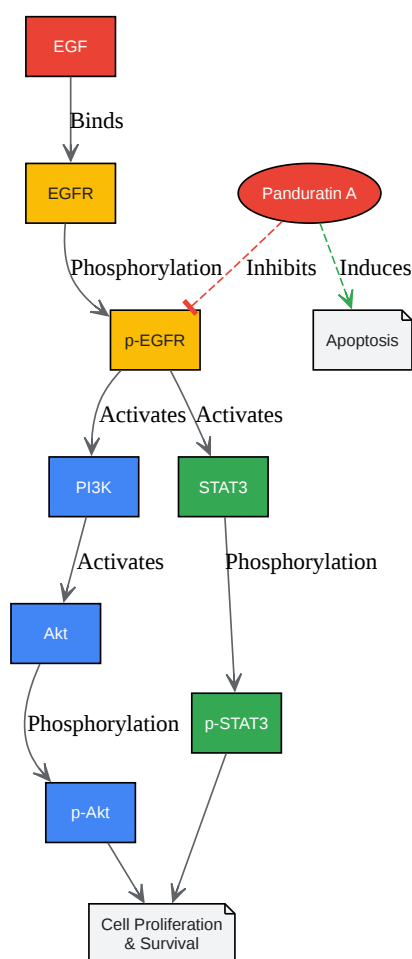 EGF
Binds
EGFR
Panduratin A
Phosphorylation
Inhibits
Induces
p-EGFR
Apoptosis
Activates
Activates
PI3K
STAT3
Activates
Phosphorylation
Akt
Phosphorylation
p-STAT3
p-Akt
Cell Proliferation
& Survival